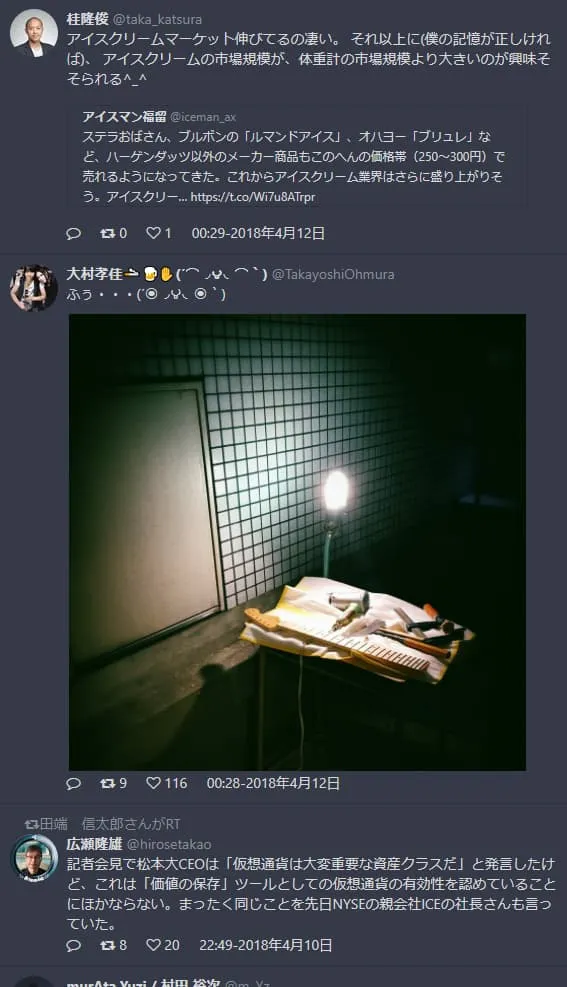 桂隆俊 @taka_katsura
アイスクリームマーケット伸びてるの凄い。 それ以上に(僕の記憶が正しけれ
ば)、 アイスクリームの市場規模が、体重計の市場規模より大きいのが興味そ
そられる^_^
アイスマン福留 @iceman_ax
ステラおばさん、ブルボンの「ルマンドアイス」、オハヨー「ブリュレ」な
ど、ハーゲンダッツ以外のメーカー商品もこのへんの価格帯（250〜300円）で
売れるようになってきた。これからアイスクリーム業界はさらに盛り上がりそ
う。アイスクリー... https://t.co/Wi7u8ATrpr
0 1 00:29-2018年4月12日
大村孝佳🚬🍺✋(´⌒◞౪◟⌒｀) @TakayoshiOhmura
ふぅ・・・(´◉◞౪◟◉｀)
9 116 00:28-2018年4月12日
田端 信太郎さんがRT
広瀬隆雄 @hirosetakao
記者会見で松本大CEOは「仮想通貨は大変重要な資産クラスだ」と発言したけ
ど、これは「価値の保存」ツールとしての仮想通貨の有効性を認めていること
にほかならない。まったく同じことを先日NYSEの親会社ICEの社長さんも言っ
ていた。
8 20 22:49-2018年4月10日
murAta Yuzi / 村田 裕次 @m_Yz